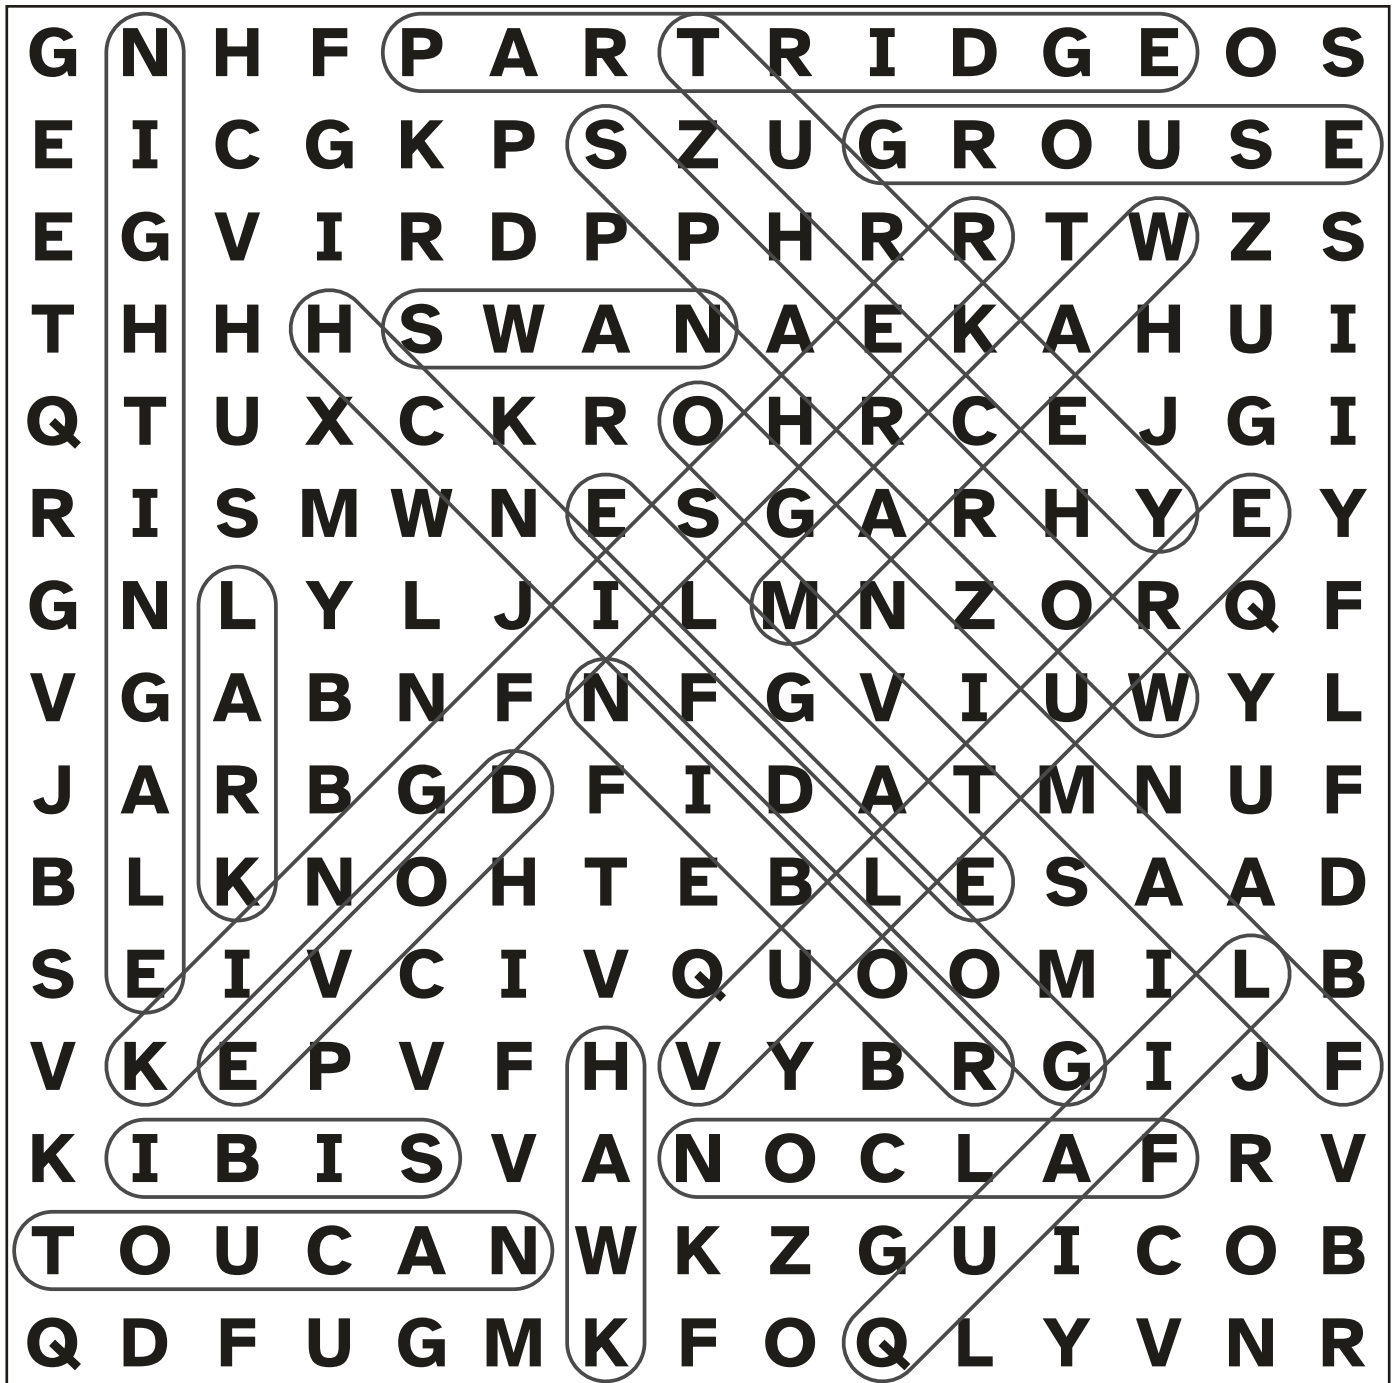 G N H F P A R T R I D G E O S
E I C G K P S Z U G R O U S E
E G V I R D P P H R R T W Z S
T H H H S W A N A E K A H U I
Q T U X C K R O H R C E J G I
R I S M W N E S G A R H Y E Y
G N L Y L J I L M N Z O R Q F
V G A B N F N F G V I U W Y L
J A R B G D F I D A T M N U F
B L K N O H T E B L E S A A D
S E I V C I V Q U O O M I L B
V K E P V F H V Y B R G I J F
K I B I S V A N O C L A F R V
T O U C A N W K Z G U I C O B
Q D F U G M K F O Q L Y V N R